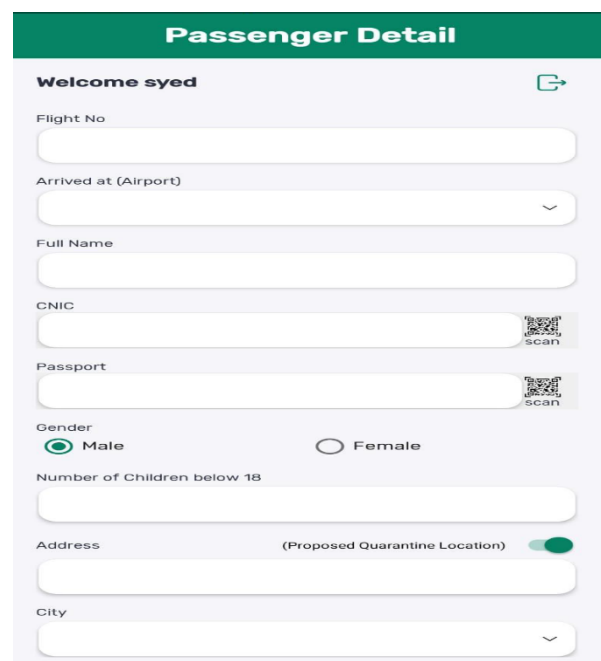 Passenger Detail
Welcome syed
Flight No
Arrived at (Airport)
Full Name
CNIC
scan
Passport
scan
Gender
Male Female
Number of Children below 18
Address (Proposed Quarantine Location)
City